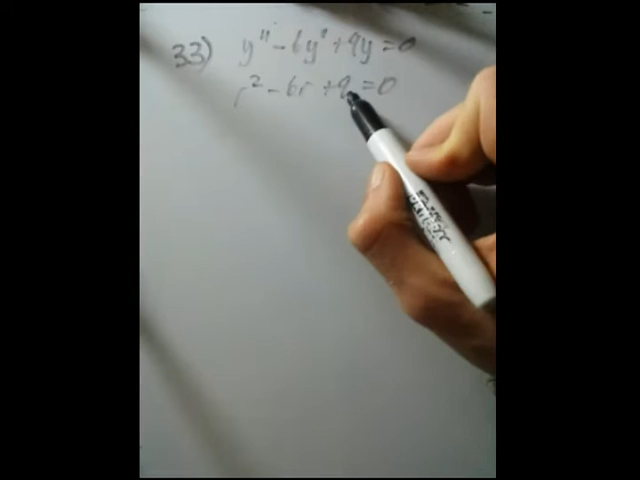 33) y'' - 6y' + 9y = 0
r² - 6r + 9 = 0